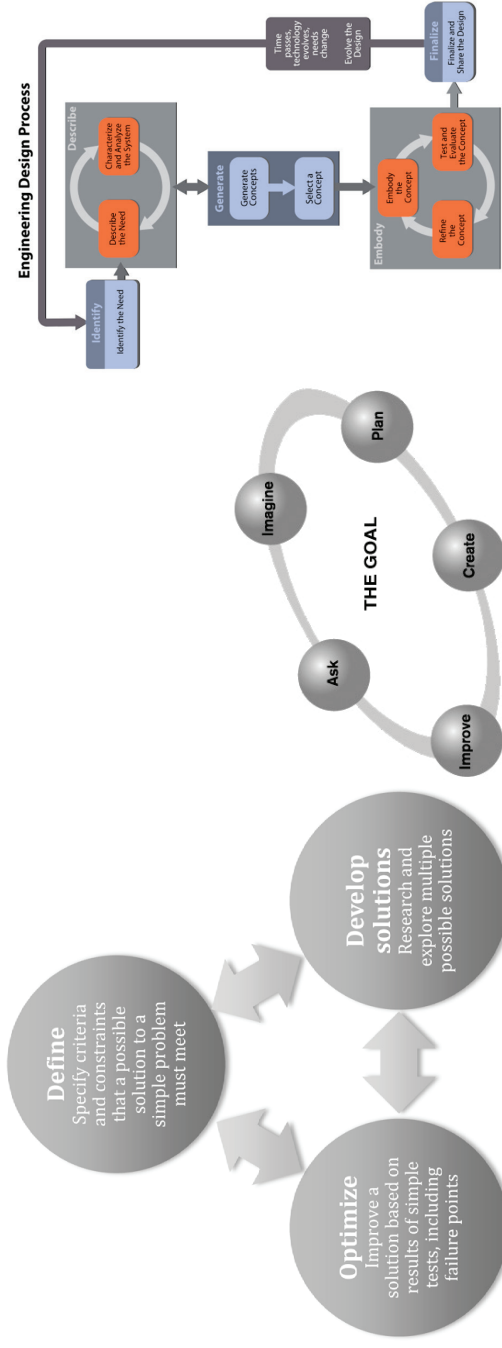 Define
Specify criteria
and constraints
that a possible
solution to a
simple problem
must meet
Optimize
Improve a
solution based on
results of simple
tests, including
failure points
Develop
solutions
Research and
explore multiple
possible solutions
Imagine
Ask
Plan
THE GOAL
Create
Improve
Engineering Design Process
Identify
Identify the Need
Describe
Describe
the Need
Characterize
and Analyze
the System
Generate
Generate
Concepts
Select a
Concept
Embody
Embody
the
Concept
Refine
the
Concept
Test and
Evaluate
the Concept
Finalize
Finalize and
Share the Design
Time
passes,
technology
evolves,
needs
change
Evolve the
Design